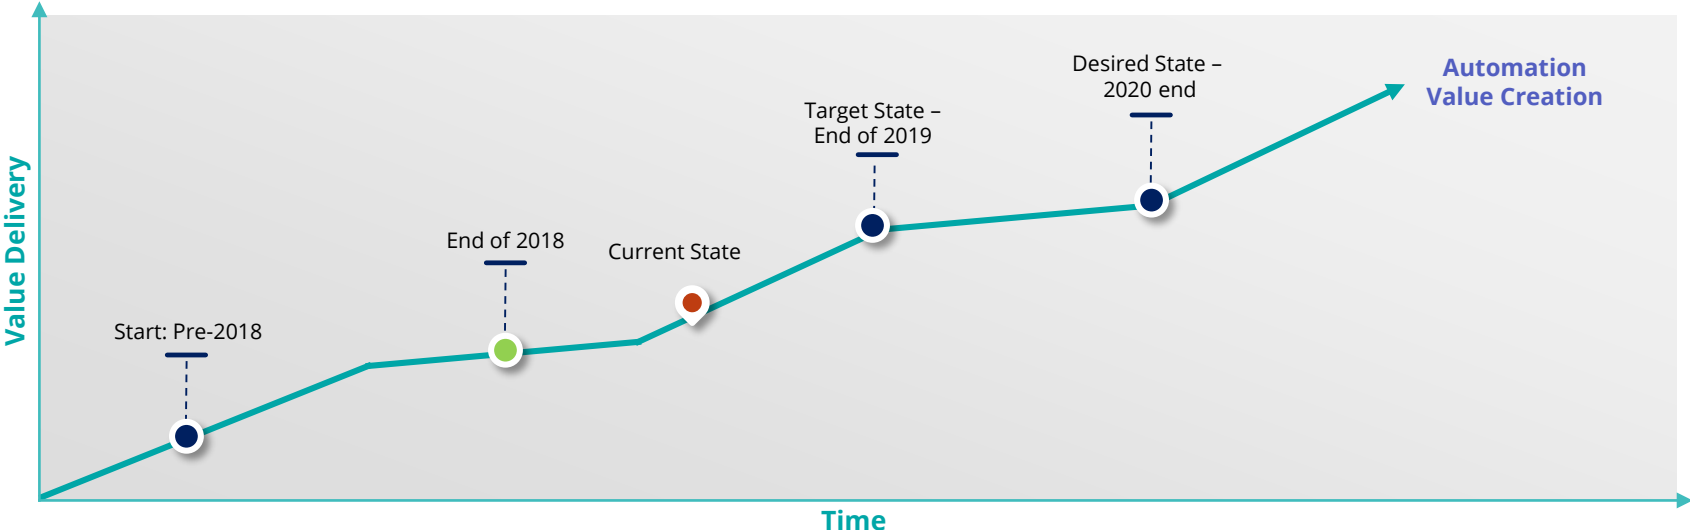 Desired State –
2020 end
Automation
Value Creation
Target State –
End of 2019
End of 2018
Current State
Start: Pre-2018
Value Delivery
Time